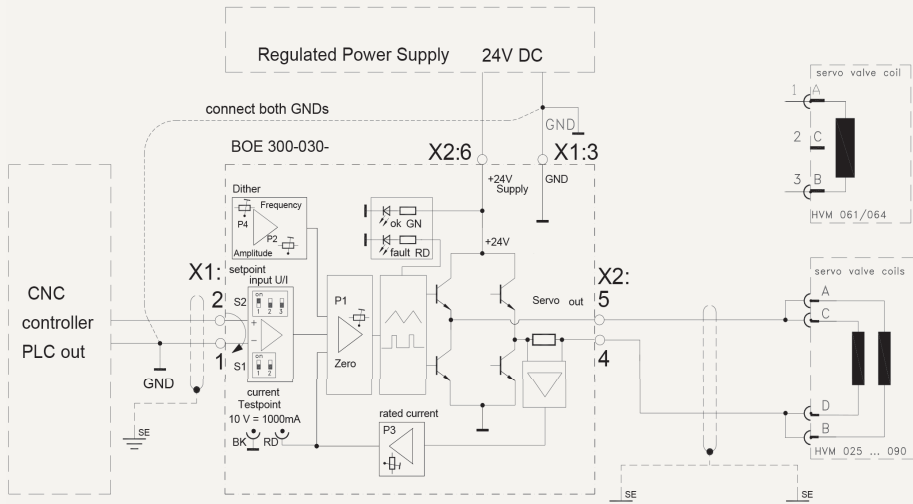 Regulated Power Supply 24V DC
connect both GNDs
GND
BOE 300-030-
X2:6
X1:3
+24V
Supply
GND
Dither
Frequency
P4
P2
Amplitude
ok GN
fault RD
+24V
X1:
setpoint
input U/I
2
S2
on
1 2 3
+
−
1
S1
on
1 2
P1
Zero
Servo out
X2:
5
4
CNC
controller
PLC out
GND
SE
current
Testpoint
10 V = 1000mA
BK RD
rated current
P3
SE
SE
servo valve coil
1 A
2 C
3 B
HVM 061/064
servo valve coils
A
C
D
B
HVM 025 ... 090